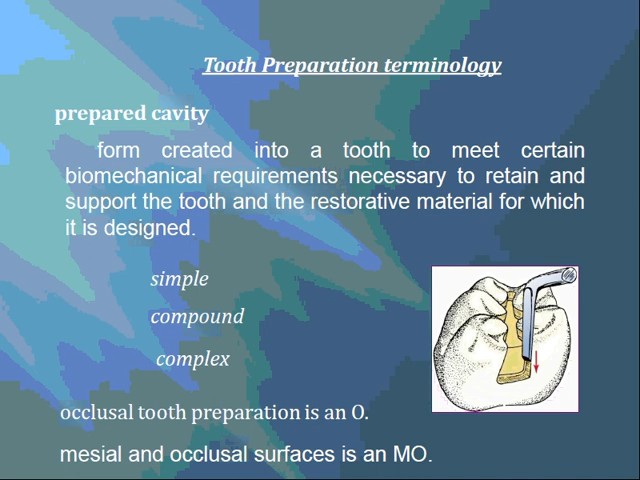 Tooth Preparation terminology
prepared cavity
form created into a tooth to meet certain
biomechanical requirements necessary to retain and
support the tooth and the restorative material for which
it is designed.
simple
compound
complex
occlusal tooth preparation is an O.
mesial and occlusal surfaces is an MO.